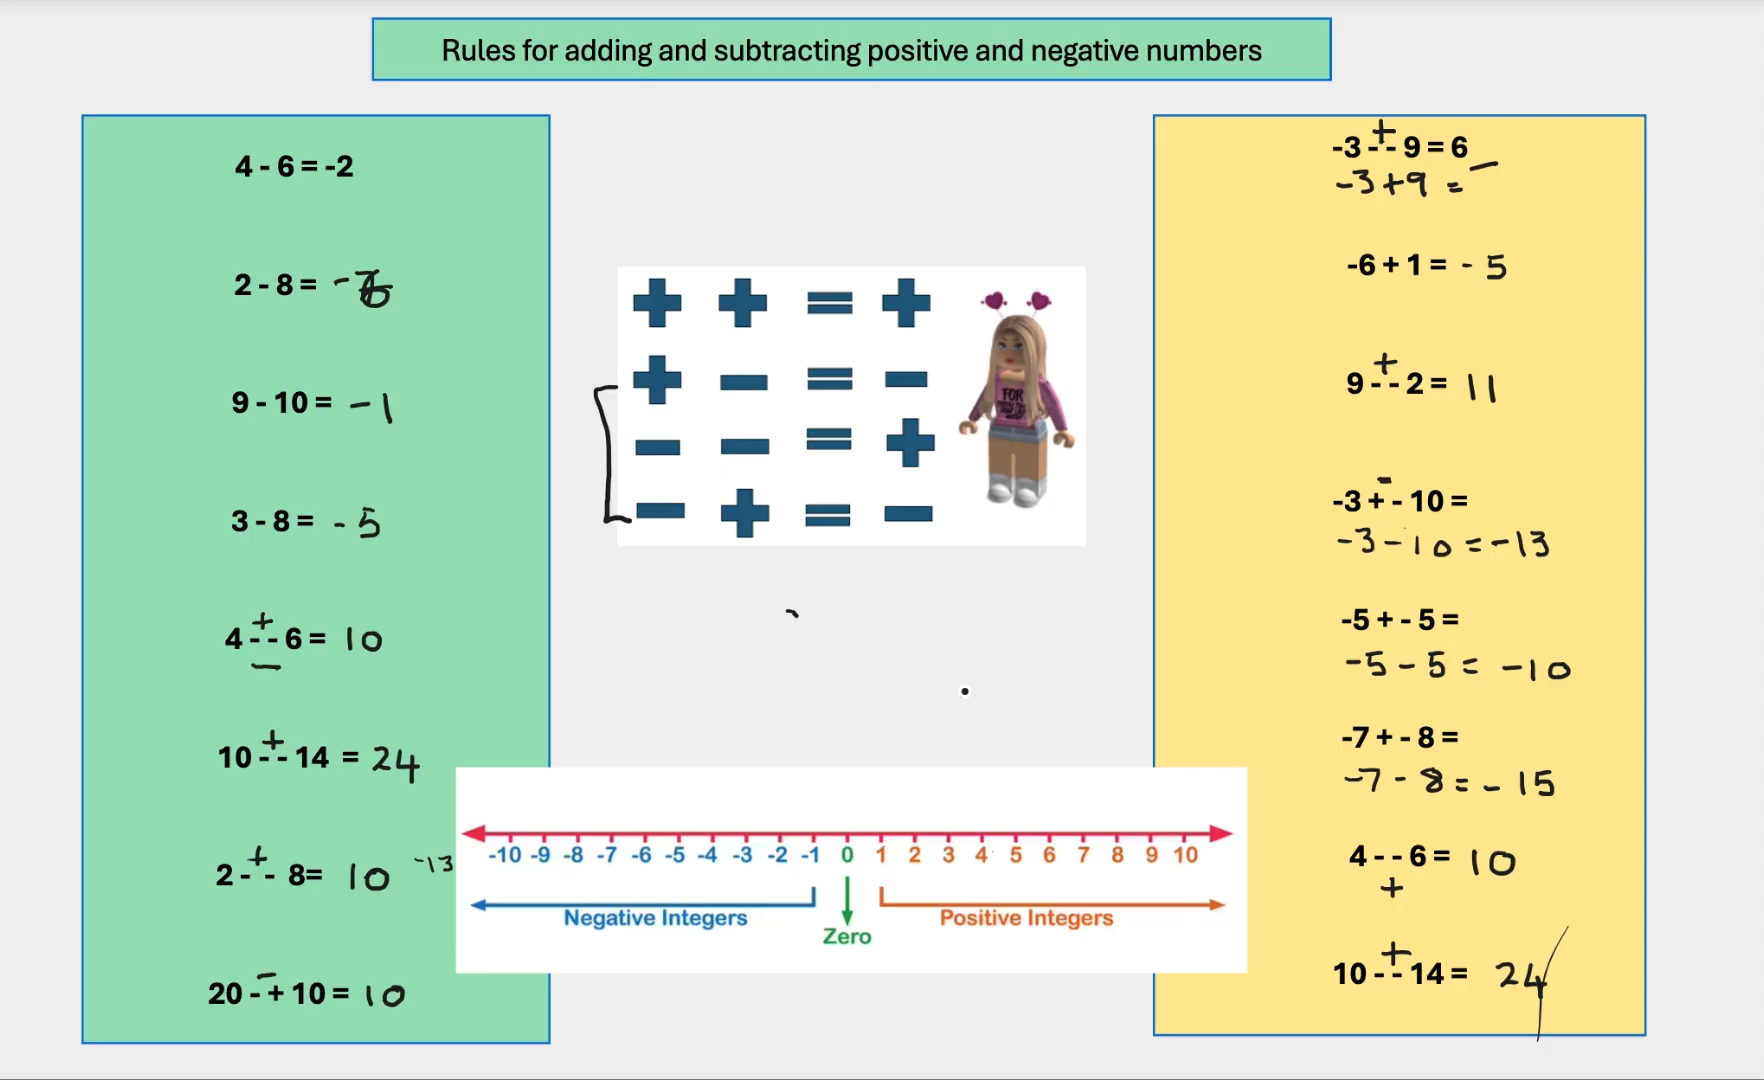 Rules for adding and subtracting positive and negative numbers
4 - 6 = -2
2 - 8 = -6
9 - 10 = -1
3 - 8 = -5
+
4 - - 6 = 10
-
+
10 - - 14 = 24
+
2 - - 8= 10 -13
-
20 - + 10 = 10
+ + = +
+ - = -
- - = +
- + = -
FOR
-10 -9 -8 -7 -6 -5 -4 -3 -2 -1 0 1 2 3 4 5 6 7 8 9 10
Negative Integers
Positive Integers
Zero
+
-3 - - 9 = 6
-3+9 = -
-6 + 1 = -5
+
9 - - 2 = 11
-
-3 + - 10 =
-3-10=-13
-5 + - 5 =
-5-5 = -10
-7 + - 8 =
-7-8=-15
4 - - 6 = 10
+
+
10 - - 14 = 24